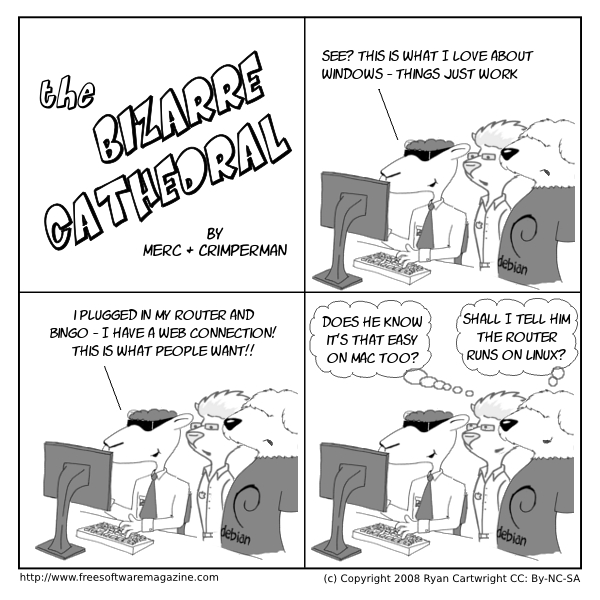 the
BIZARRE
CATHEDRAL
BY
MERC + CRIMPERMAN
SEE? THIS IS WHAT I LOVE ABOUT
WINDOWS - THINGS JUST WORK
debian
I PLUGGED IN MY ROUTER AND
BINGO - I HAVE A WEB CONNECTION!
THIS IS WHAT PEOPLE WANT!!
debian
DOES HE KNOW
IT'S THAT EASY
ON MAC TOO?
SHALL I TELL HIM
THE ROUTER
RUNS ON LINUX?
debian
http://www.freesoftwaremagazine.com
(c) Copyright 2008 Ryan Cartwright CC: By-NC-SA